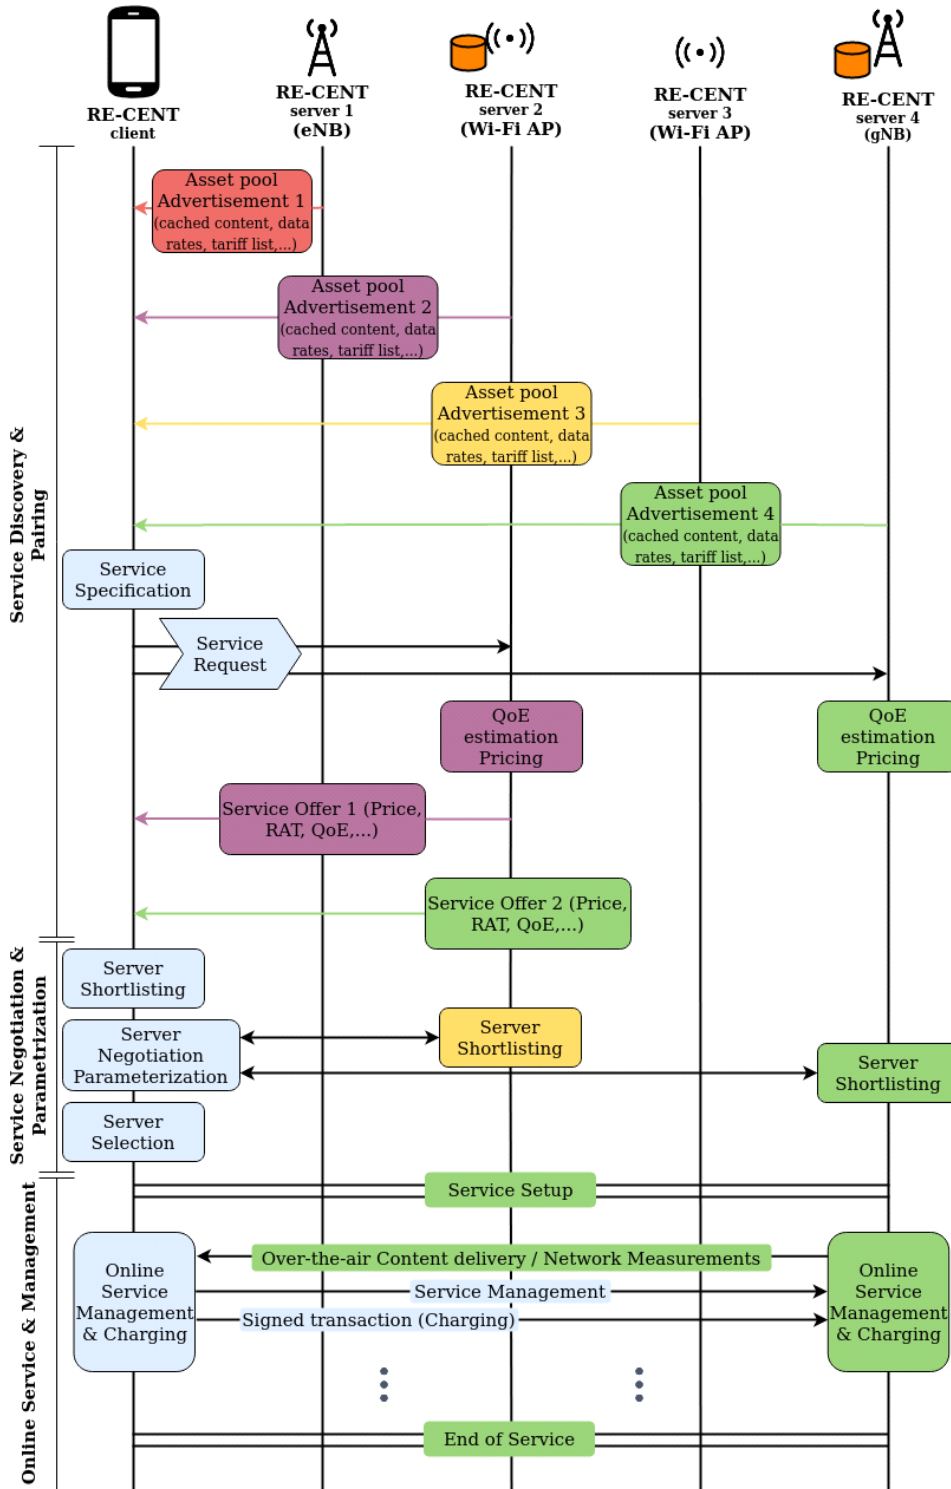 RE-CENT
client
RE-CENT
server 1
(eNB)
RE-CENT
server 2
(Wi-Fi AP)
RE-CENT
server 3
(Wi-Fi AP)
RE-CENT
server 4
(gNB)
Service Discovery &
Pairing
Asset pool
Advertisement 1
(cached content, data
rates, tariff list,...)
Asset pool
Advertisement 2
(cached content, data
rates, tariff list,...)
Asset pool
Advertisement 3
(cached content, data
rates, tariff list,...)
Asset pool
Advertisement 4
(cached content, data
rates, tariff list,...)
Service
Specification
Service
Request
QoE
estimation
Pricing
QoE
estimation
Pricing
Service Offer 1 (Price,
RAT, QoE,...)
Service Offer 2 (Price,
RAT, QoE,...)
Service Negotiation &
Parametrization
Server
Shortlisting
Server
Negotiation
Parameterization
Server
Shortlisting
Server
Shortlisting
Server
Selection
Online Service & Management
Service Setup
Online
Service
Management
& Charging
Over-the-air Content delivery / Network Measurements
Service Management
Signed transaction (Charging)
Online
Service
Management
& Charging
End of Service